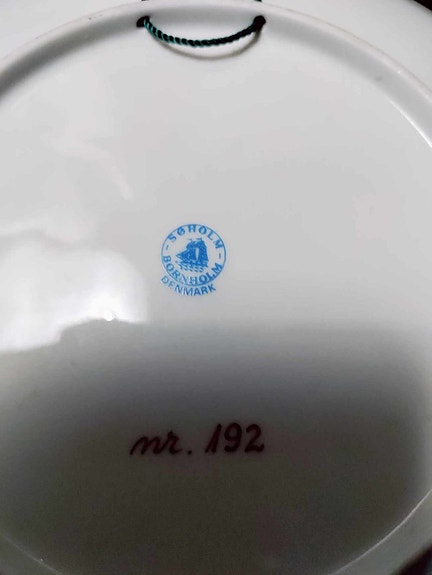 SØHOLM
BORNHOLM
DENMARK
nr. 192